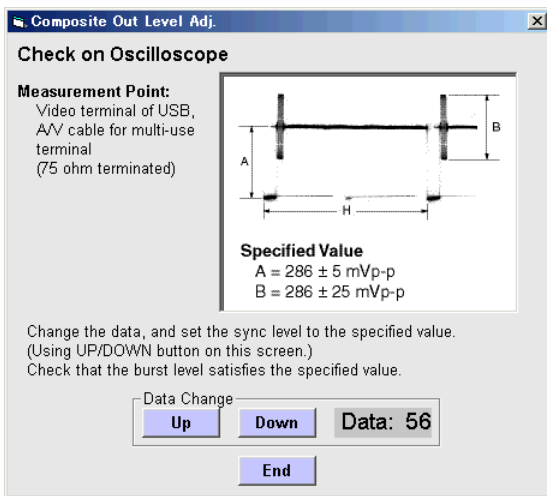 Composite Out Level Adj.
Check on Oscilloscope
Measurement Point:
Video terminal of USB,
A/V cable for multi-use
terminal
(75 ohm terminated)
A
B
H
Specified Value
A = 286 ± 5 mVp-p
B = 286 ± 25 mVp-p
Change the data, and set the sync level to the specified value.
(Using UP/DOWN button on this screen.)
Check that the burst level satisfies the specified value.
Data Change
Up
Down
Data: 56
End